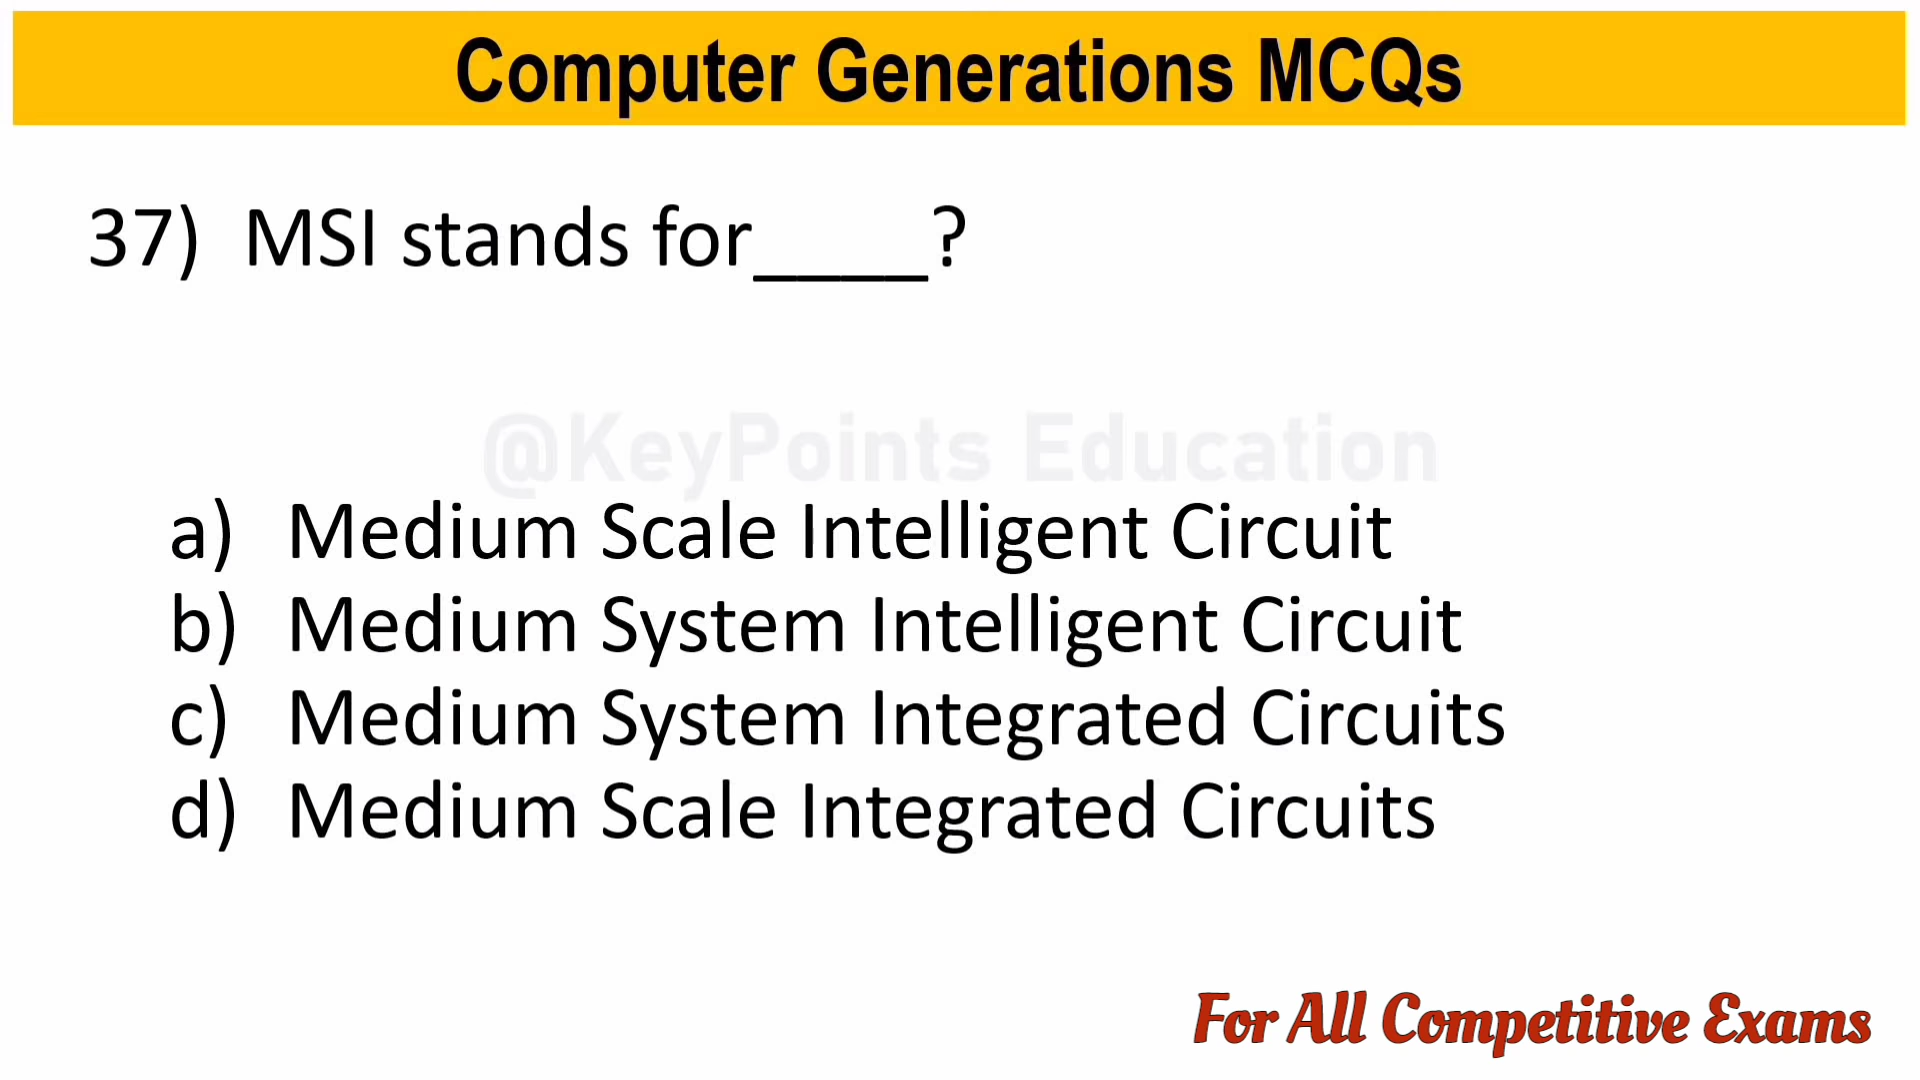 Computer Generations MCQs
37) MSI stands for____?
@KeyPoints Education
a) Medium Scale Intelligent Circuit
b) Medium System Intelligent Circuit
c) Medium System Integrated Circuits
d) Medium Scale Integrated Circuits
For All Competitive Exams